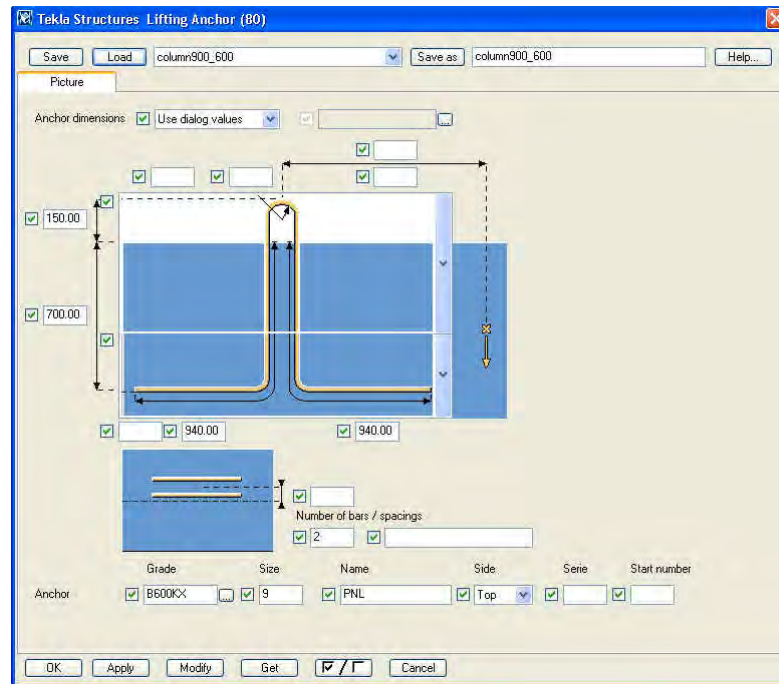 Tekla Structures Lifting Anchor (80)
Save Load column900_600 Save as column900_600 Help...
Picture
Anchor dimensions Use dialog values ...
150.00
700.00
940.00 940.00
Number of bars / spacings
2
Grade Size Name Side Serie Start number
Anchor B600KX ... 9 PNL Top
OK Apply Modify Get / Cancel